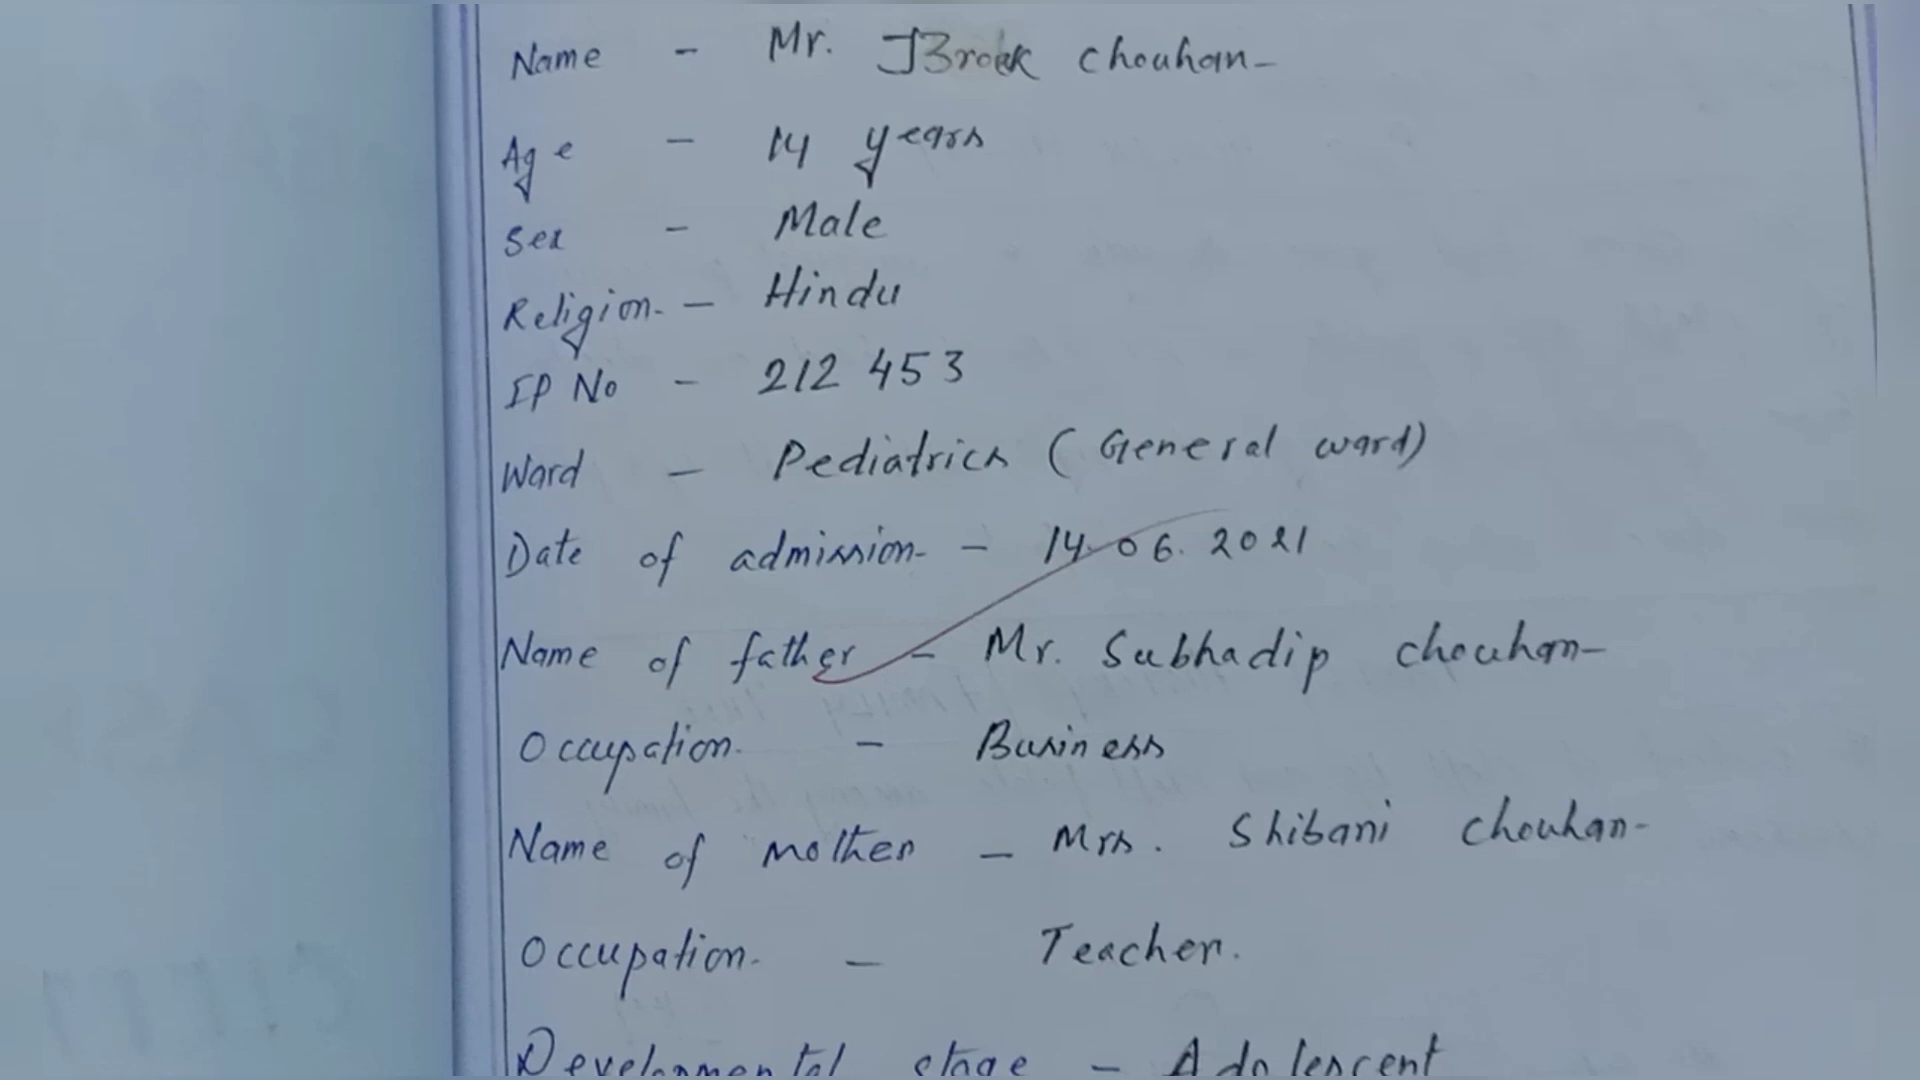 Name - Mr. Chouhan
Age - 14 years
Sex - Male
Religion - Hindu
IP No - 212 453
Ward - Pediatrics (General ward)
Date of admission - 14.06.2021
Name of father - Mr. Subhadip chouhan
Occupation - Business
Name of mother - Mrs. Shibani chouhan
Occupation - Teacher.
Developmental stage - Adolescent